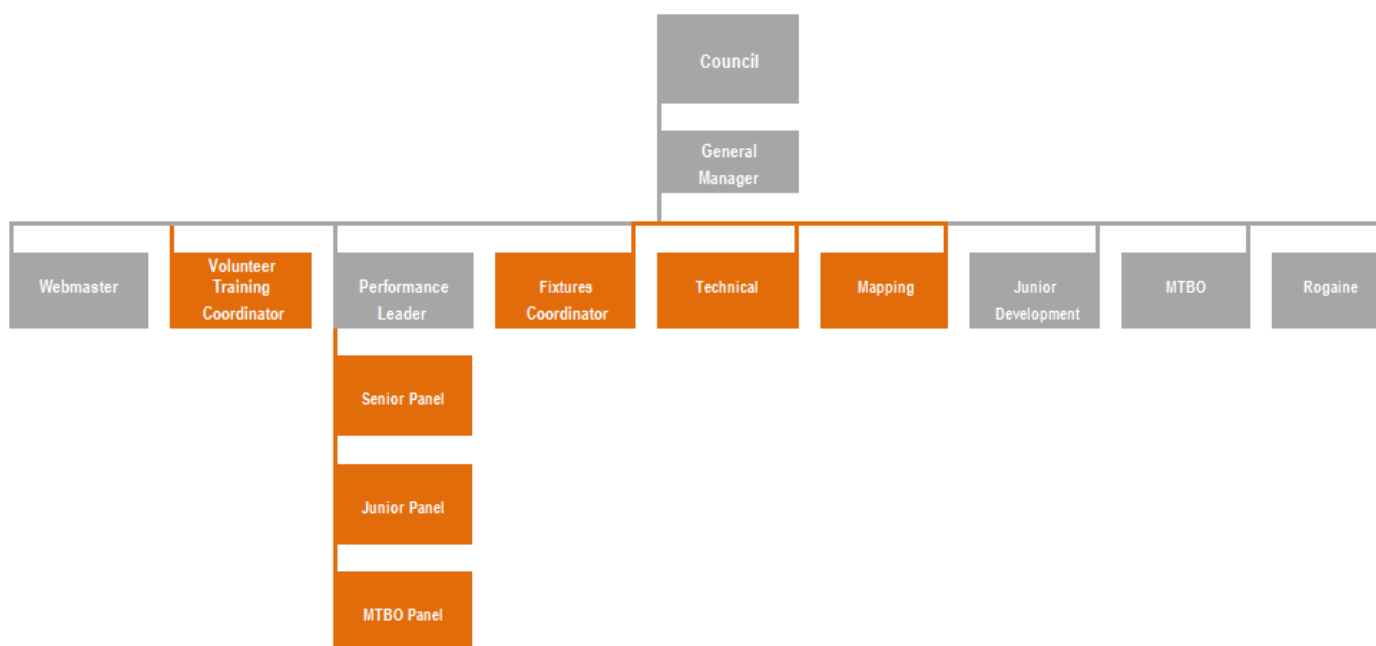 Council
General
Manager
Webmaster
Volunteer
Training
Coordinator
Performance
Leader
Fixtures
Coordinator
Technical
Mapping
Junior
Development
MTBO
Rogaine
Senior Panel
Junior Panel
MTBO Panel